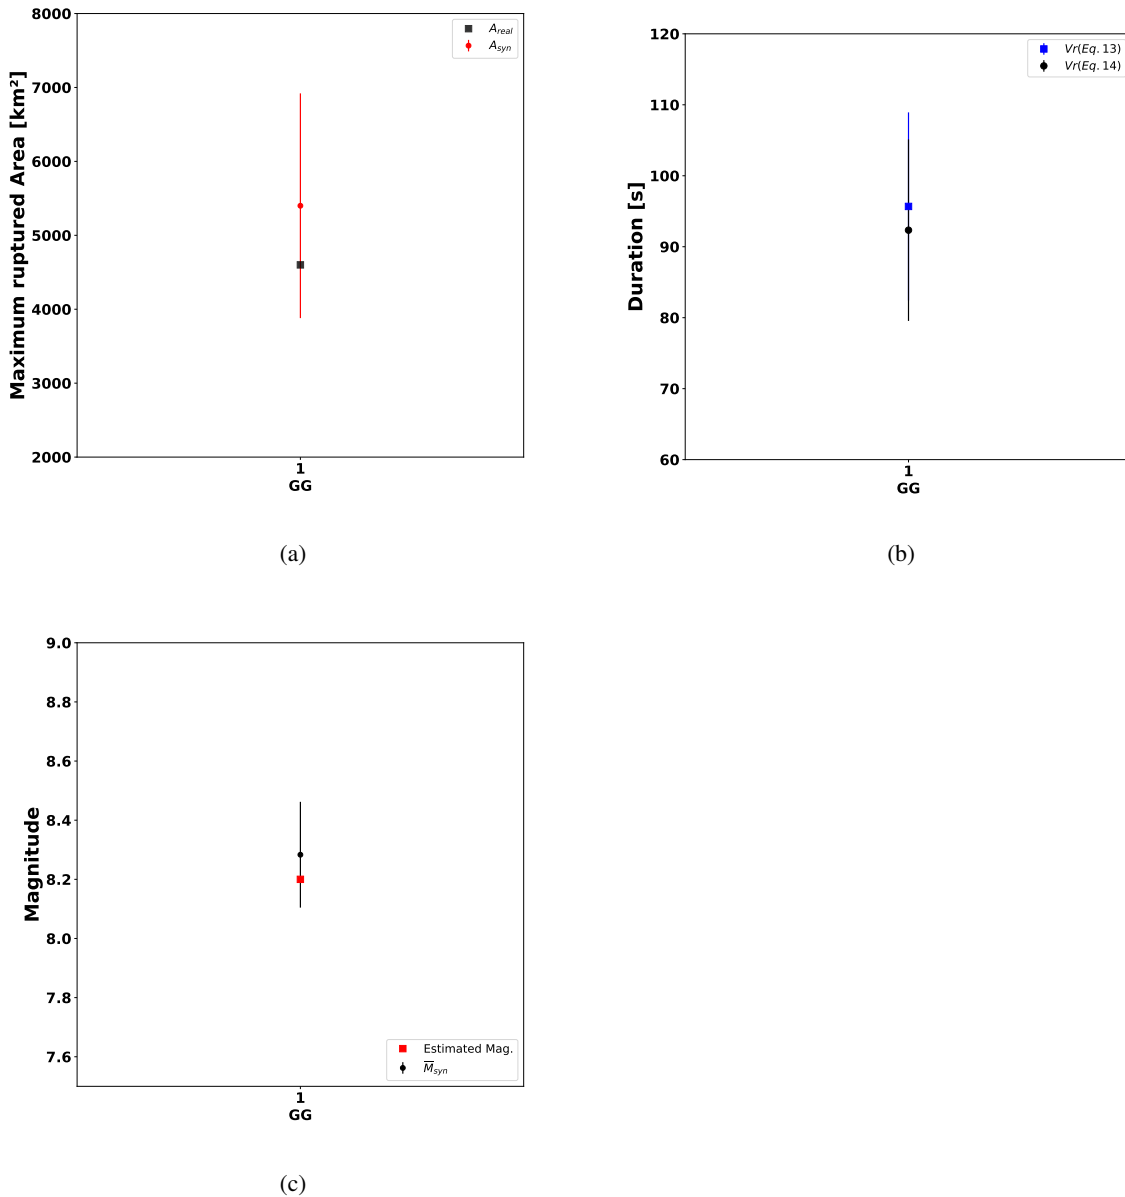 8000
7000
6000
5000
4000
3000
2000
Maximum ruptured Area [km²]
A_real
A_syn
1
GG
(a)
120
110
100
90
80
70
60
Duration [s]
Vr(Eq. 13)
Vr(Eq. 14)
1
GG
(b)
9.0
8.8
8.6
8.4
8.2
8.0
7.8
7.6
Magnitude
Estimated Mag.
M̅_syn
1
GG
(c)